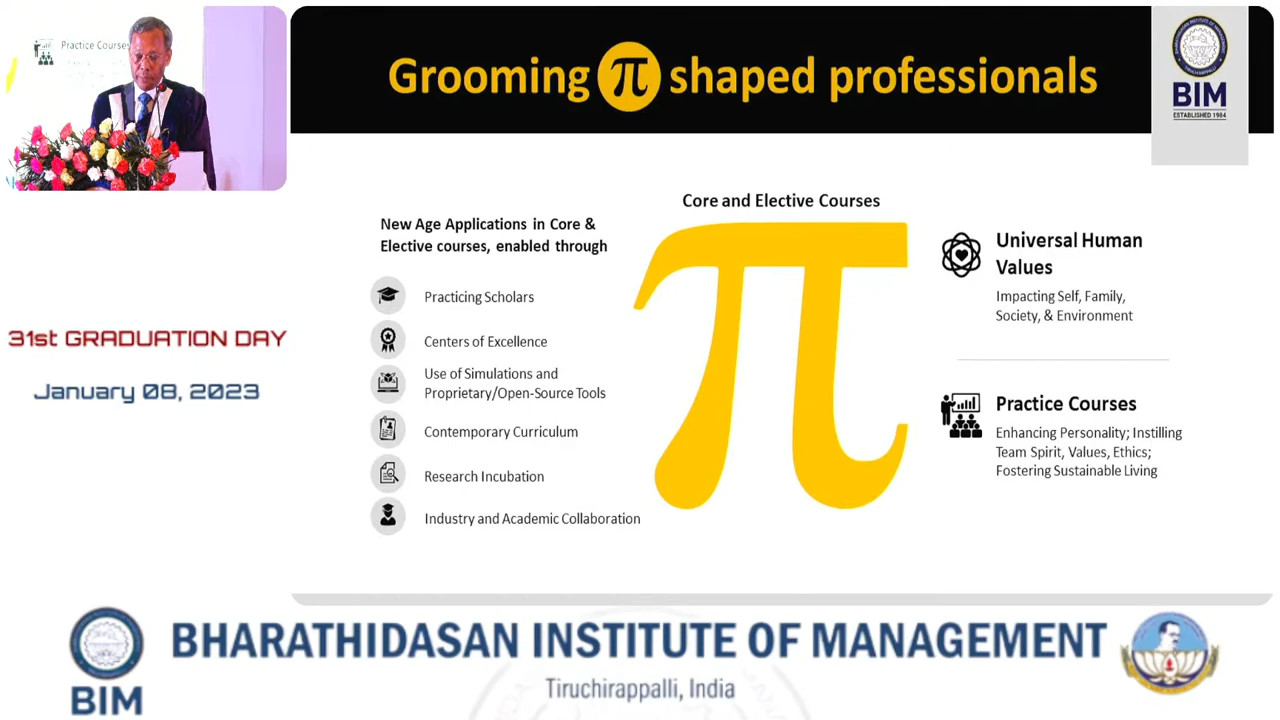 Practice Courses
Grooming π shaped professionals
BIM
ESTABLISHED 1984
Core and Elective Courses
New Age Applications in Core &
Elective courses, enabled through
Practicing Scholars
Centers of Excellence
Use of Simulations and
Proprietary/Open-Source Tools
Contemporary Curriculum
Research Incubation
Industry and Academic Collaboration
π
Universal Human
Values
Impacting Self, Family,
Society, & Environment
Practice Courses
Enhancing Personality; Instilling
Team Spirit, Values, Ethics;
Fostering Sustainable Living
31st GRADUATION DAY
January 08, 2023
BIM
BHARATHIDASAN INSTITUTE OF MANAGEMENT
Tiruchirappalli, India